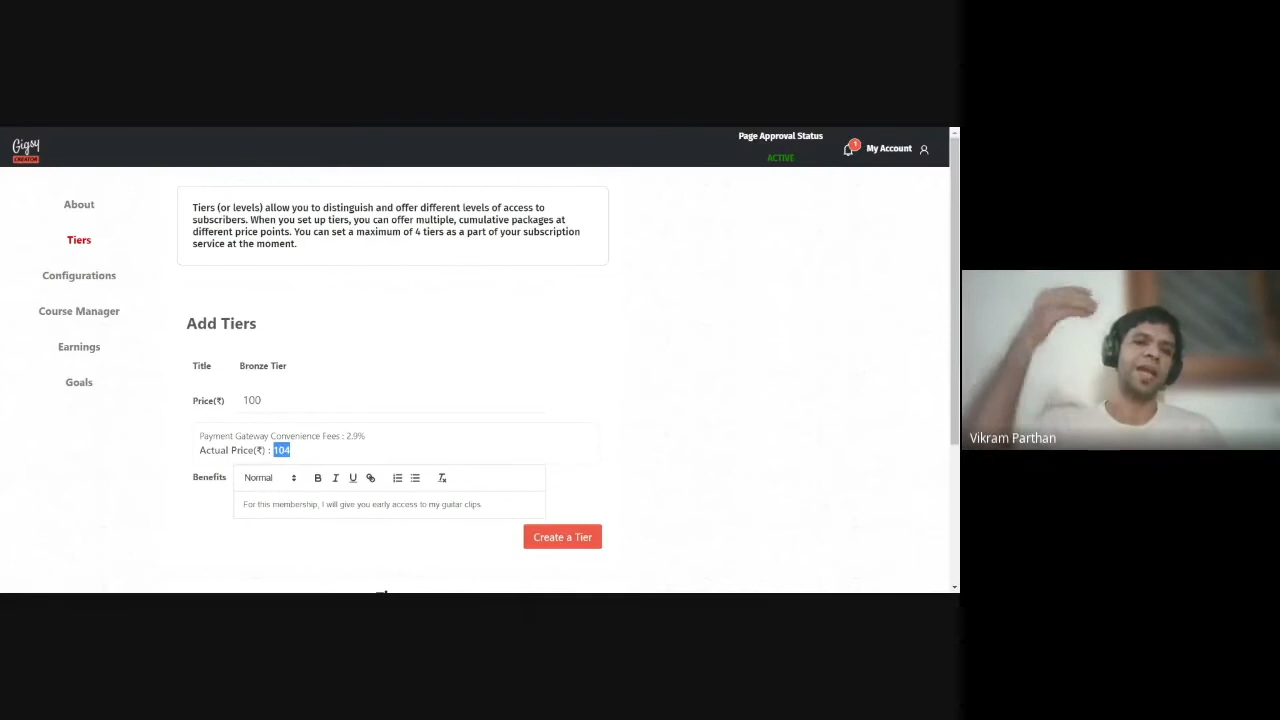 Gigsy
CREATOR
Page Approval Status
ACTIVE
1
My Account
About
Tiers
Configurations
Course Manager
Earnings
Goals
Tiers (or levels) allow you to distinguish and offer different levels of access to
subscribers. When you set up tiers, you can offer multiple, cumulative packages at
different price points. You can set a maximum of 4 tiers as a part of your subscription
service at the moment.
Add Tiers
Title Bronze Tier
Price(₹) 100
Payment Gateway Convenience Fees : 2.9%
Actual Price(₹) : 104
Benefits Normal B I U
For this membership, I will give you early access to my guitar clips
Create a Tier
Vikram Parthan